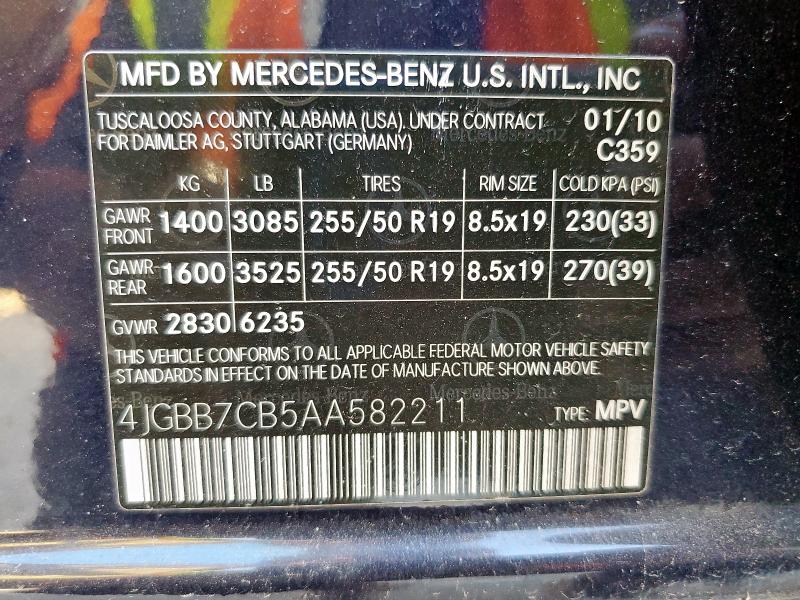 MFD BY MERCEDES-BENZ U.S. INTL., INC
TUSCALOOSA COUNTY, ALABAMA (USA), UNDER CONTRACT 01/10
FOR DAIMLER AG, STUTTGART (GERMANY) C359
KG LB TIRES RIM SIZE COLD KPA (PSI)
GAWR FRONT 1400 3085 255/50 R19 8.5x19 230(33)
GAWR REAR 1600 3525 255/50 R19 8.5x19 270(39)
GVWR 2830 6235
THIS VEHICLE CONFORMS TO ALL APPLICABLE FEDERAL MOTOR VEHICLE SAFETY
STANDARDS IN EFFECT ON THE DATE OF MANUFACTURE SHOWN ABOVE.
4JGBB7CB5AA582211 TYPE: MPV